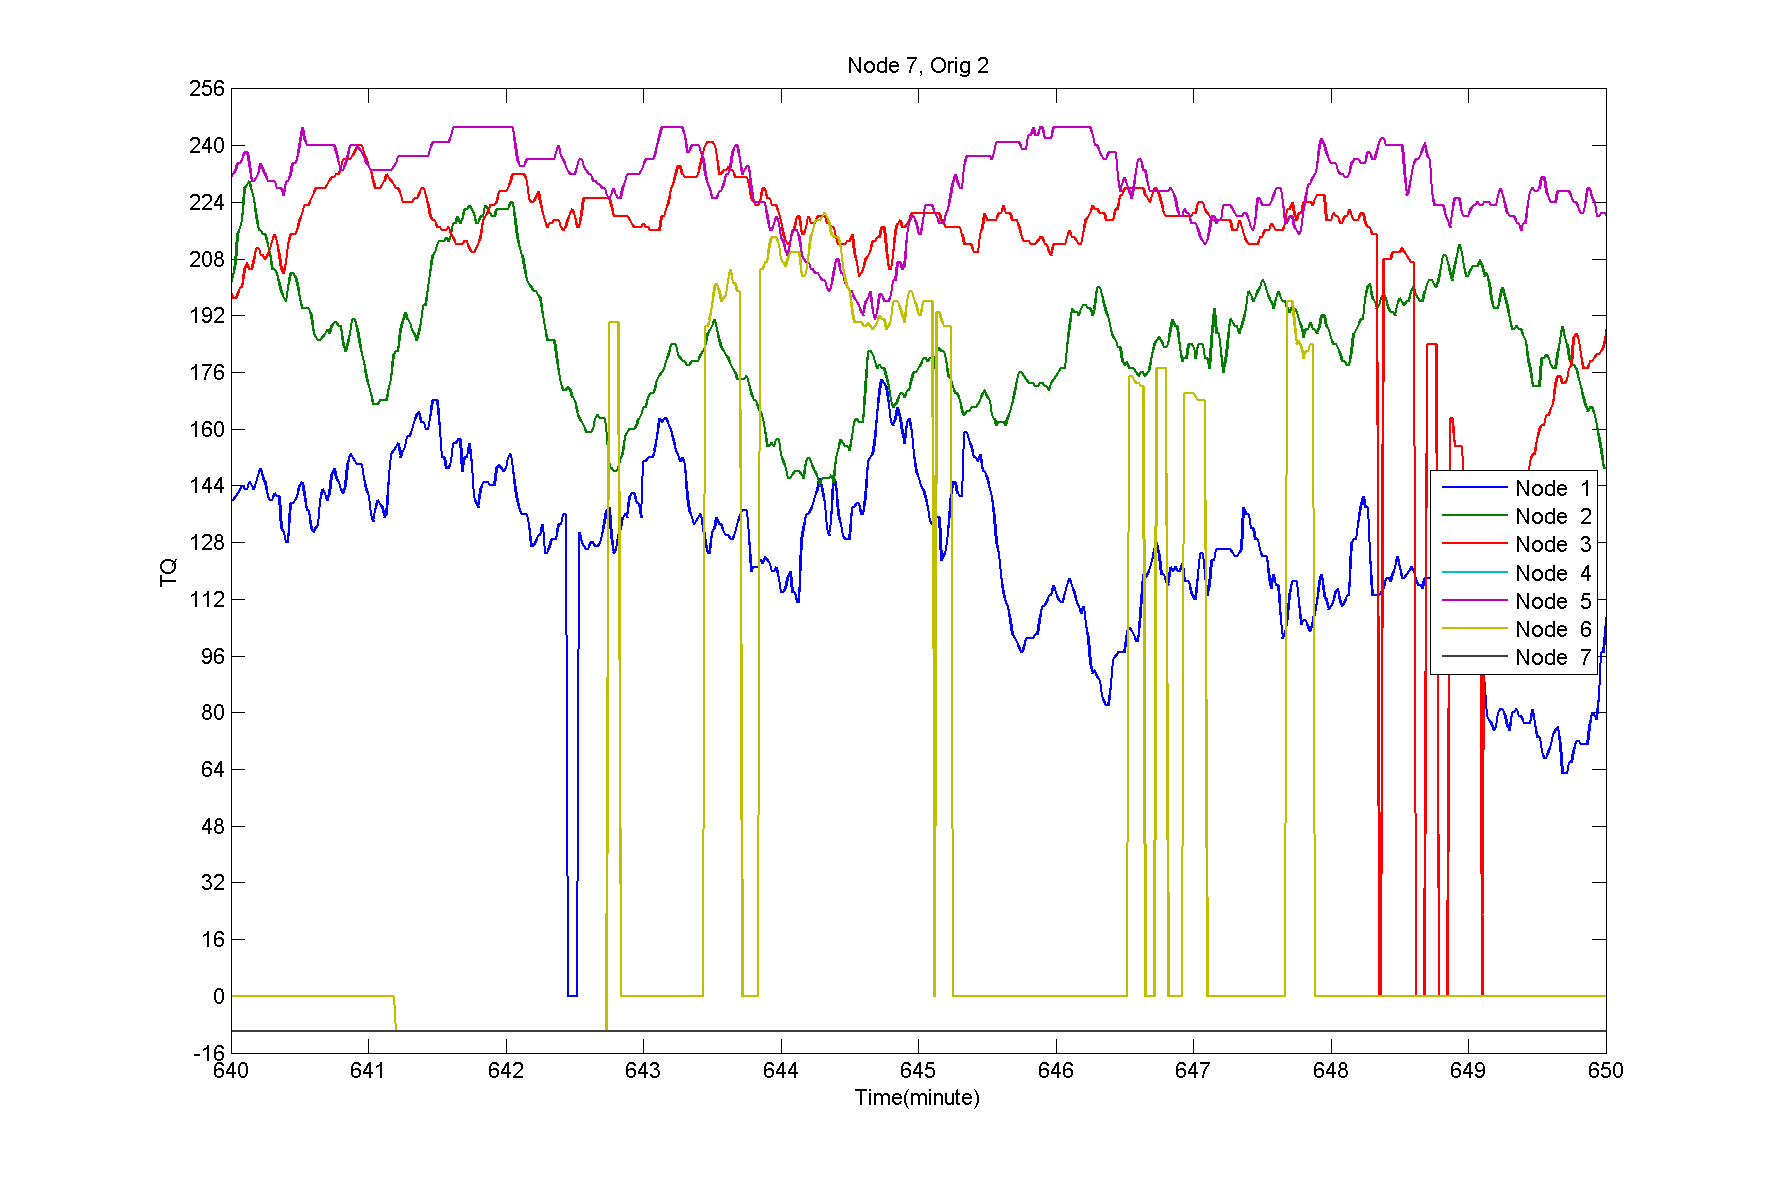 Node 7, Orig 2
256
240
224
208
192
176
160
144
128
112
96
80
64
48
32
16
0
-16
TQ
Node 1
Node 2
Node 3
Node 4
Node 5
Node 6
Node 7
640 641 642 643 644 645 646 647 648 649 650
Time(minute)